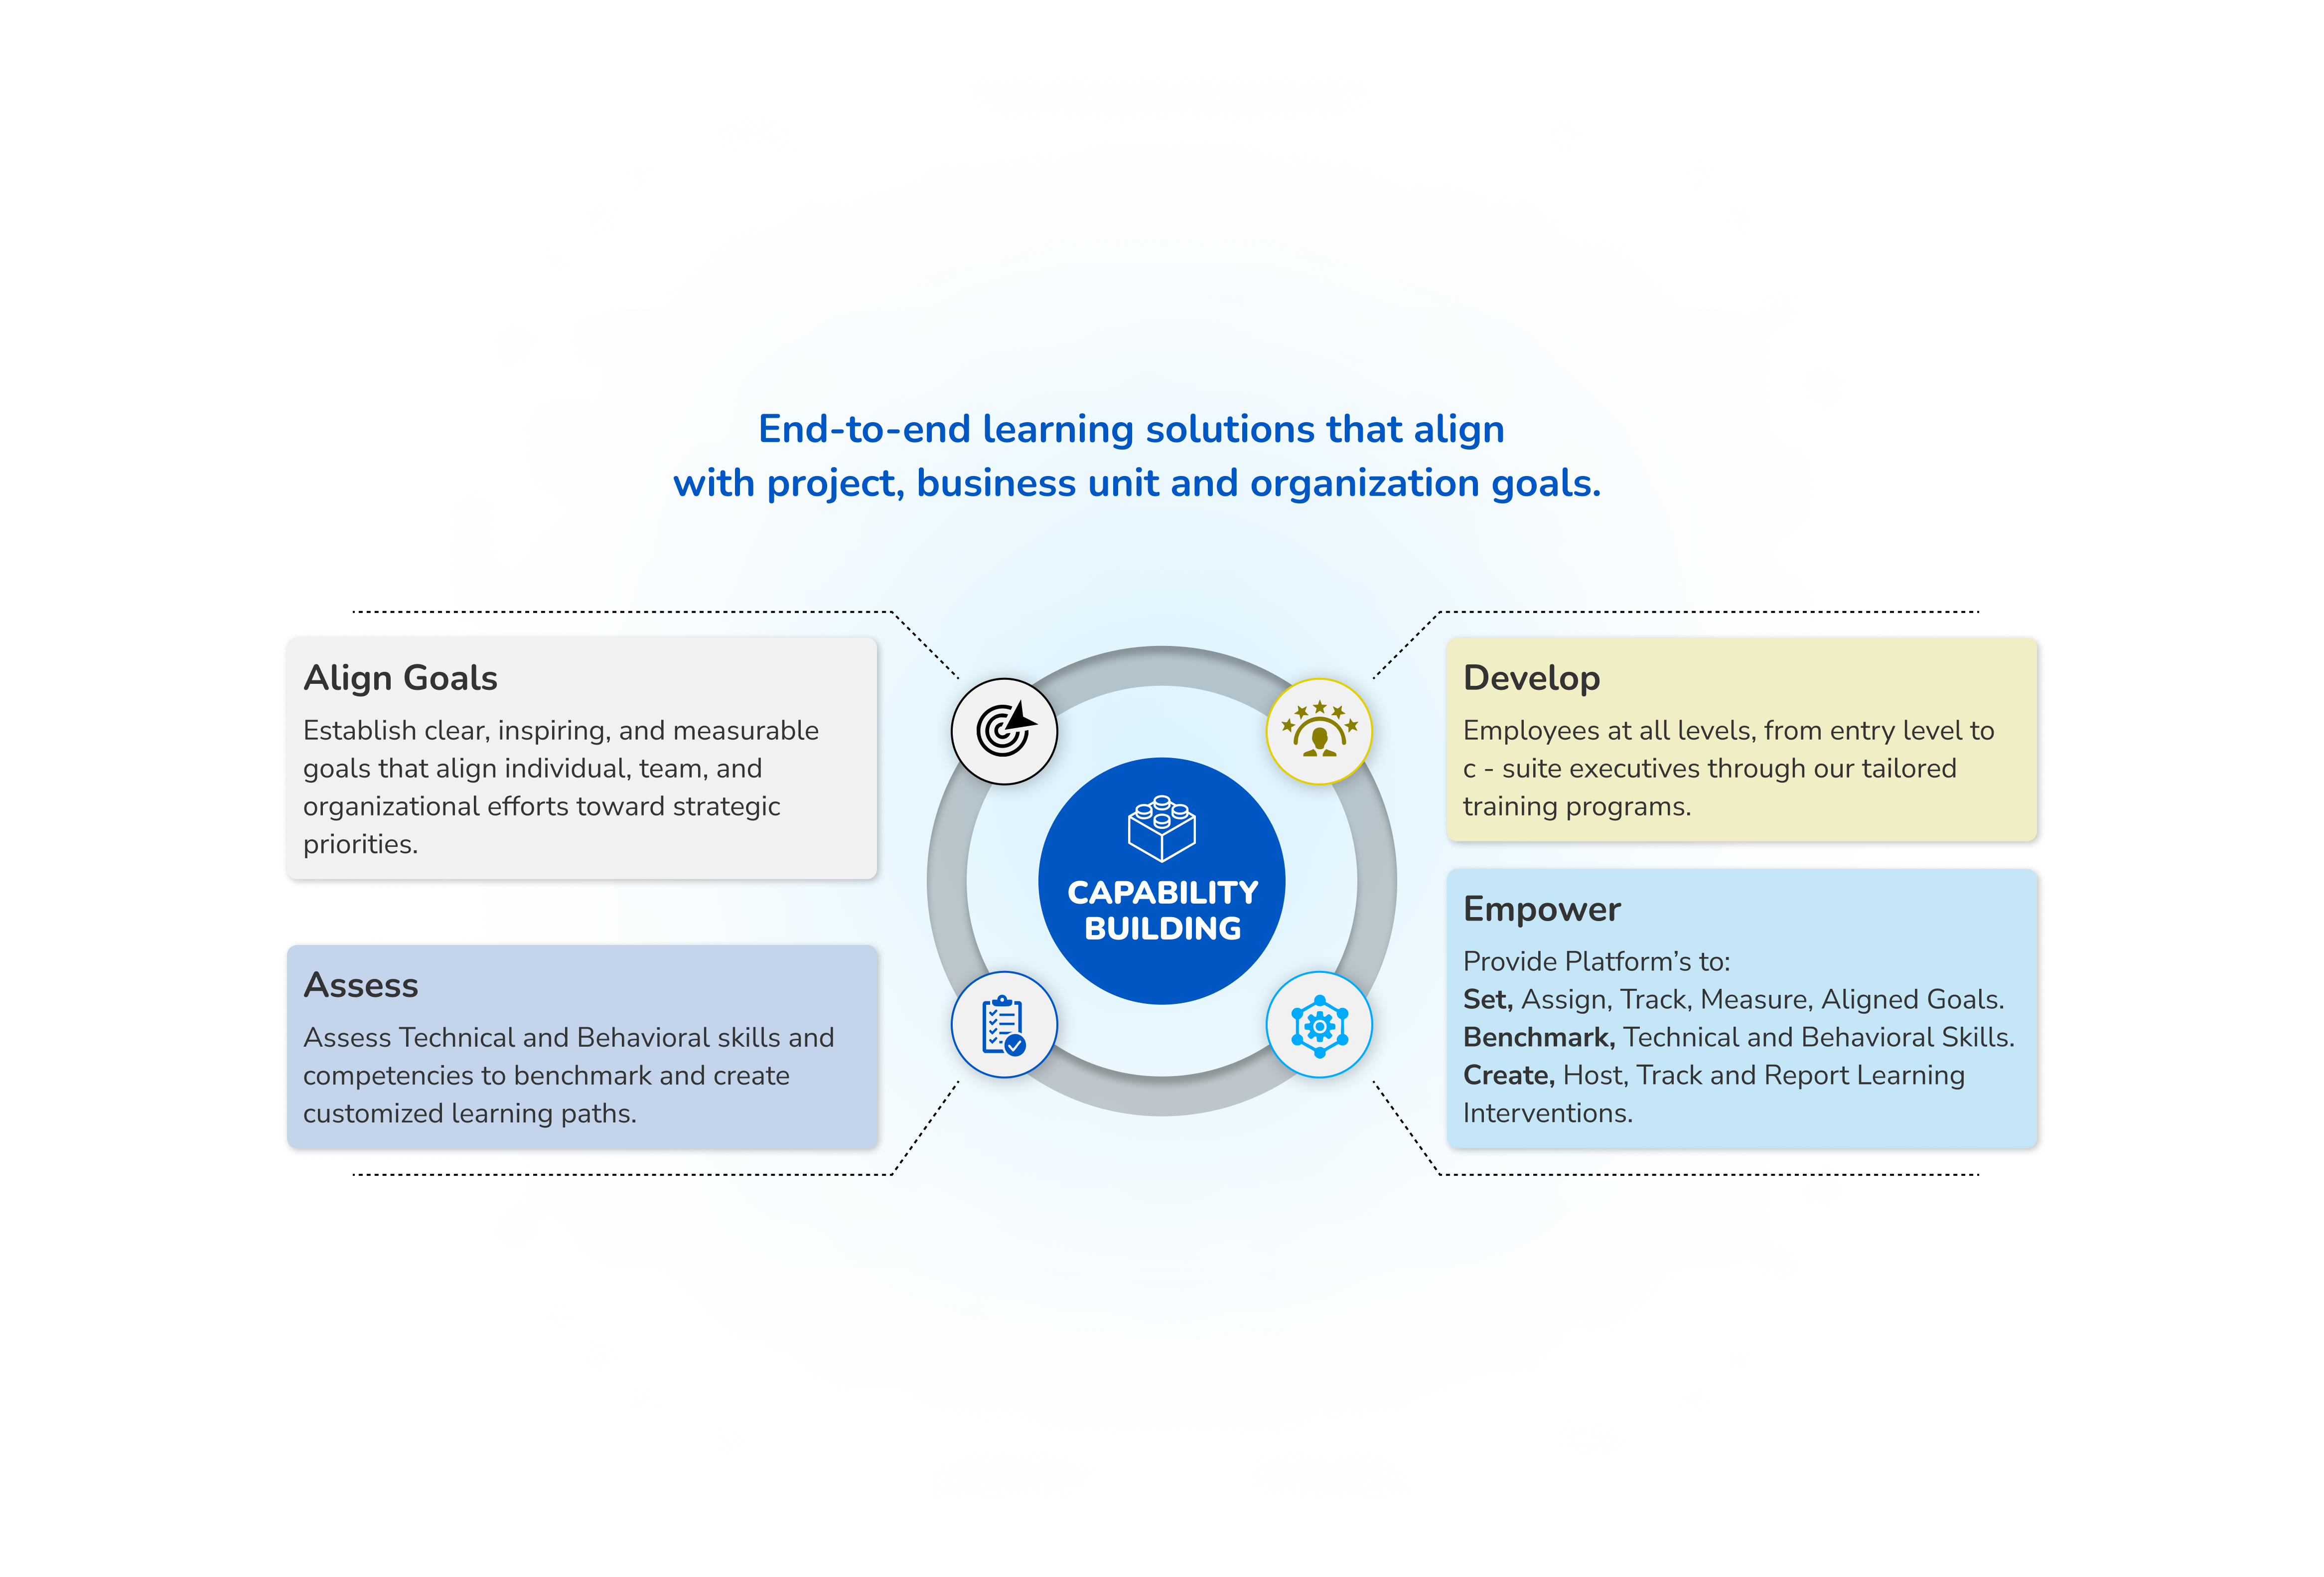 End-to-end learning solutions that align
with project, business unit and organization goals.
Align Goals
Establish clear, inspiring, and measurable
goals that align individual, team, and
organizational efforts toward strategic
priorities.
Assess
Assess Technical and Behavioral skills and
competencies to benchmark and create
customized learning paths.
CAPABILITY
BUILDING
Develop
Employees at all levels, from entry level to
c - suite executives through our tailored
training programs.
Empower
Provide Platform’s to:
Set, Assign, Track, Measure, Aligned Goals.
Benchmark, Technical and Behavioral Skills.
Create, Host, Track and Report Learning
Interventions.